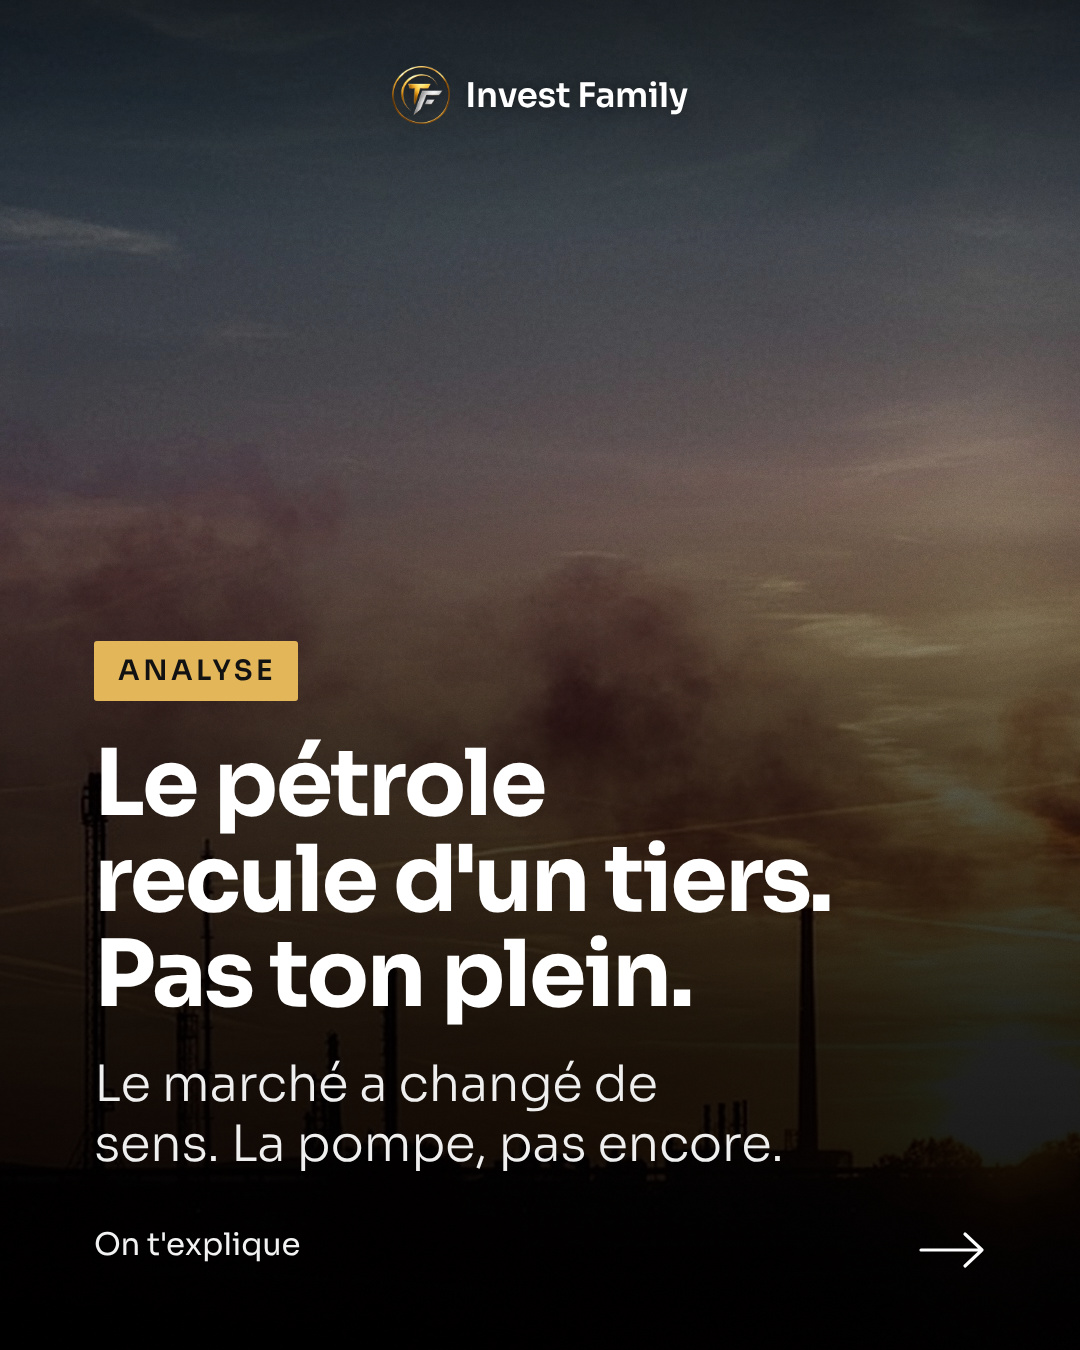 Invest Family
ANALYSE
Le pétrole
recule d'un tiers.
Pas ton plein.
Le marché a changé de
sens. La pompe, pas encore.
On t'explique